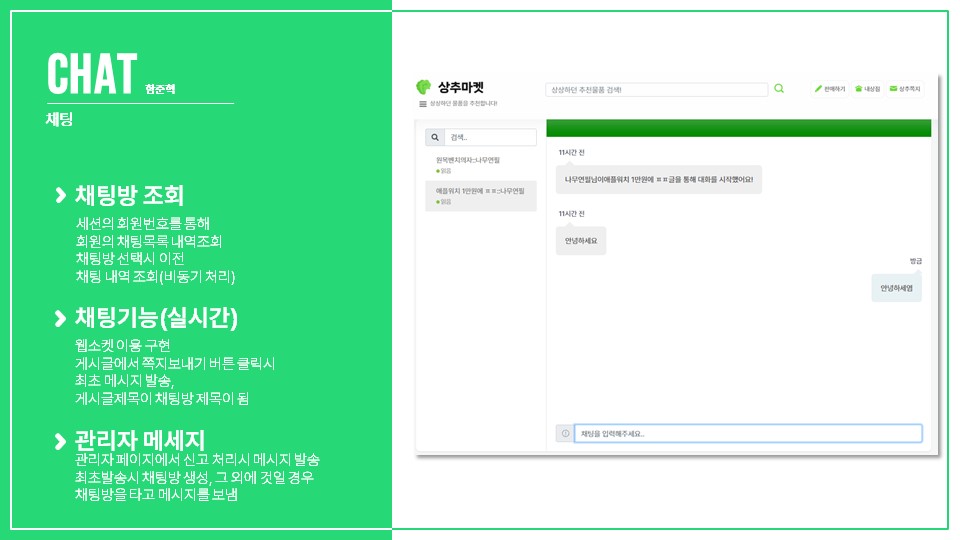 CHAT 함준혁
채팅
채팅방 조회
세션의 회원번호를 통해
회원의 채팅목록 내역조회
채팅방 선택시 이전
채팅 내역 조회(비동기 처리)
채팅기능(실시간)
웹소켓 이용 구현
게시글에서 쪽지보내기 버튼 클릭시
최초 메시지 발송,
게시글제목이 채팅방 제목이 됨
관리자 메세지
관리자 페이지에서 신고 처리시 메시지 발송
최초발송시 채팅방 생성, 그 외에 것일 경우
채팅방을 타고 메시지를 보냄
상추마켓
상상하던 물품을 추천합니다!
상상하던 추천물품 검색!
판매하기 내상점 상추쪽지
검색..
원목벤치의자::나무연필
읽음
애플워치 1만원에 ㅍㅍ::나무연필
읽음
11시간 전
나무연필님이애플워치 1만원에 ㅍㅍ글을 통해 대화를 시작했어요!
11시간 전
안녕하세요
방금
안녕하세염
채팅을 입력해주세요..